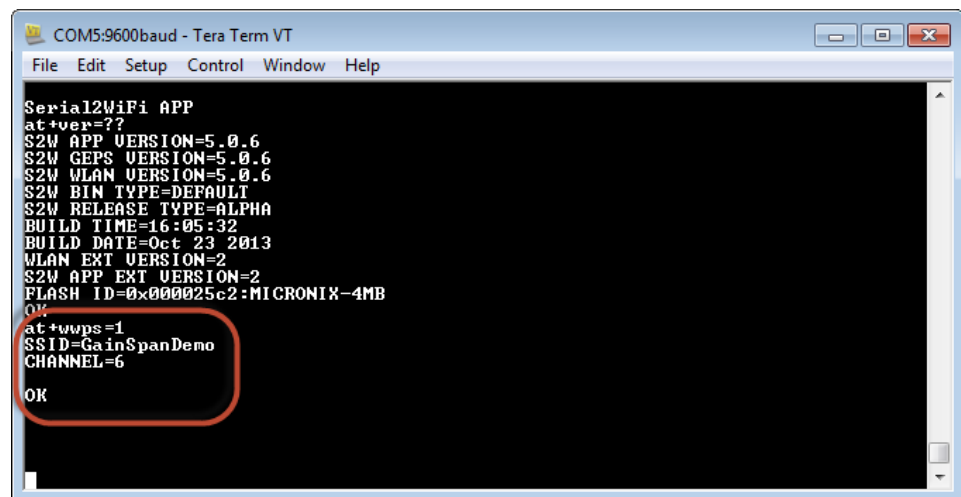 COM5:9600baud - Tera Term VT
File Edit Setup Control Window Help
Serial2WiFi APP
at+ver=??
S2W APP VERSION=5.0.6
S2W GEPS VERSION=5.0.6
S2W WLAN VERSION=5.0.6
S2W BIN TYPE=DEFAULT
S2W RELEASE TYPE=ALPHA
BUILD TIME=16:05:32
BUILD DATE=Oct 23 2013
WLAN EXT VERSION=2
S2W APP EXT VERSION=2
FLASH ID=0x000025c2:MICRONIX-4MB
OK
at+wwps=1
SSID=GainSpanDemo
CHANNEL=6
OK